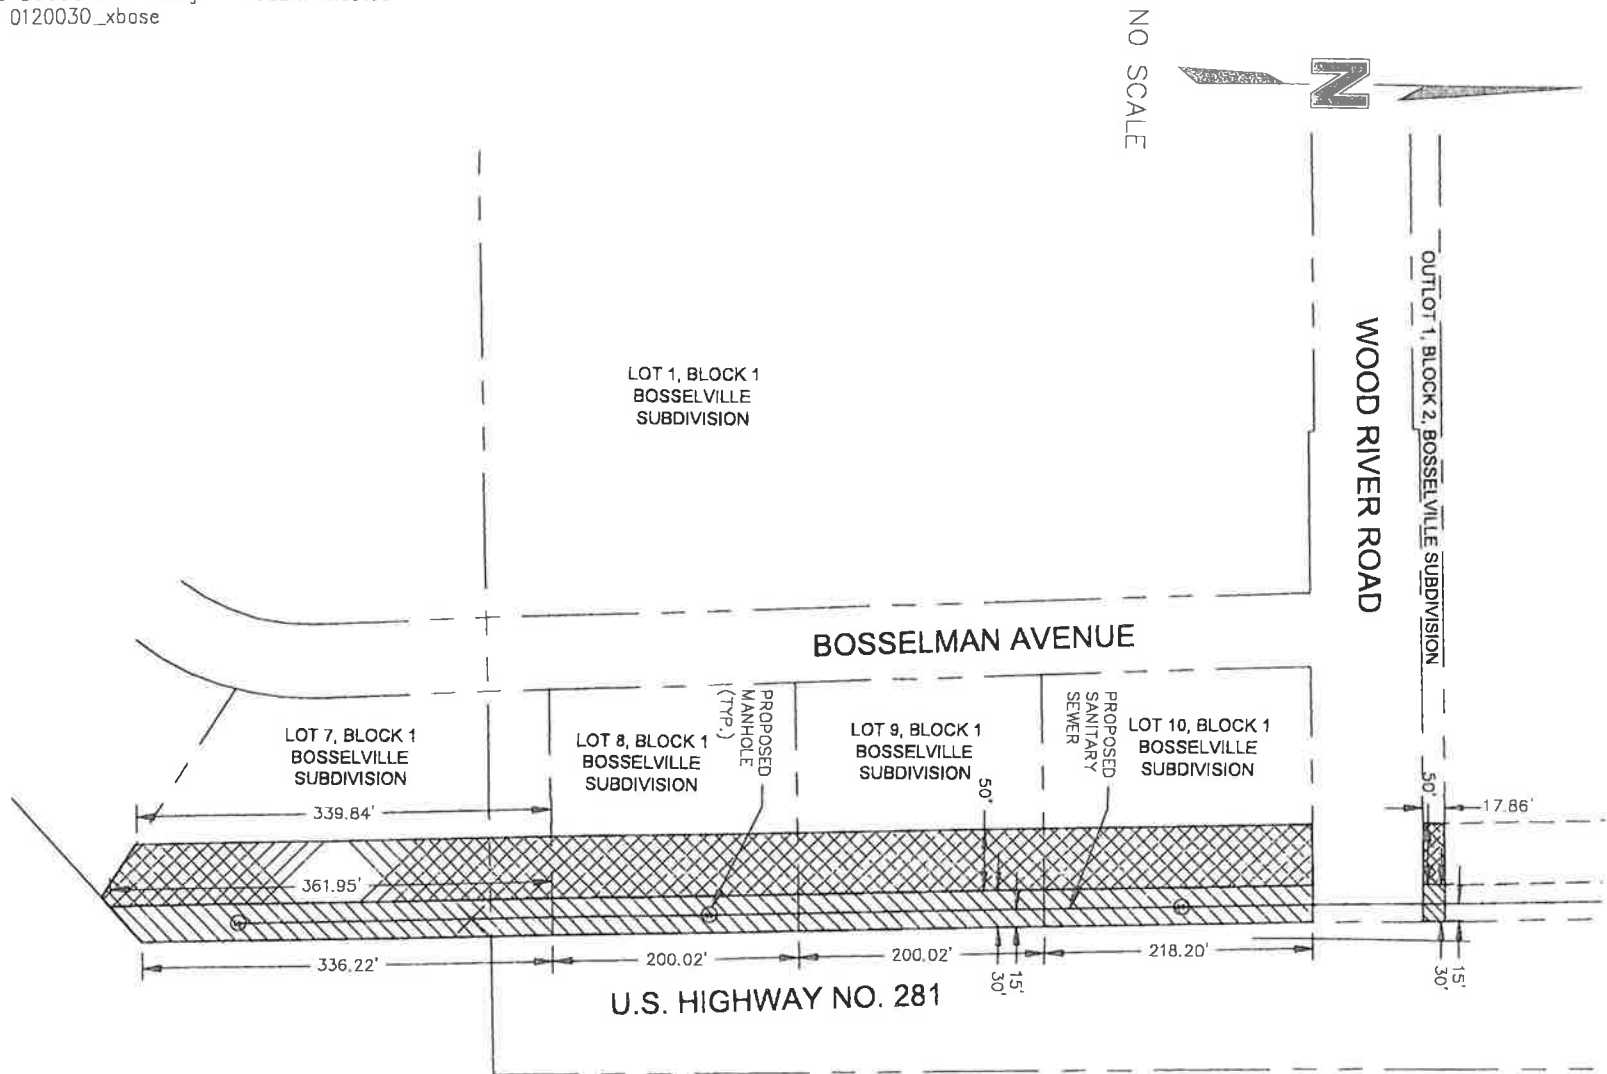 0120030_xbase
NO SCALE
N
LOT 1, BLOCK 1
BOSSELVILLE
SUBDIVISION
WOOD RIVER ROAD
OUTLOT 1, BLOCK 2, BOSSELVILLE SUBDIVISION
BOSSELMAN AVENUE
LOT 7, BLOCK 1
BOSSELVILLE
SUBDIVISION
LOT 8, BLOCK 1
BOSSELVILLE
SUBDIVISION
PROPOSED
MANHOLE
(TYP.)
LOT 9, BLOCK 1
BOSSELVILLE
SUBDIVISION
PROPOSED
SANITARY
SEWER
LOT 10, BLOCK 1
BOSSELVILLE
SUBDIVISION
339.84'
50'
50'
17.86'
361.95'
336.22'
200.02'
200.02'
15'
30'
218.20'
15'
30'
U.S. HIGHWAY NO. 281